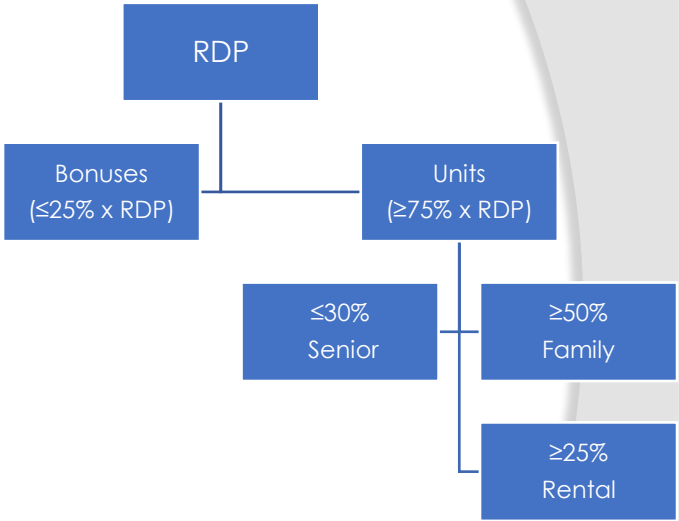 RDP
Bonuses
(≤25% x RDP)
Units
(≥75% x RDP)
≤30%
Senior
≥50%
Family
≥25%
Rental